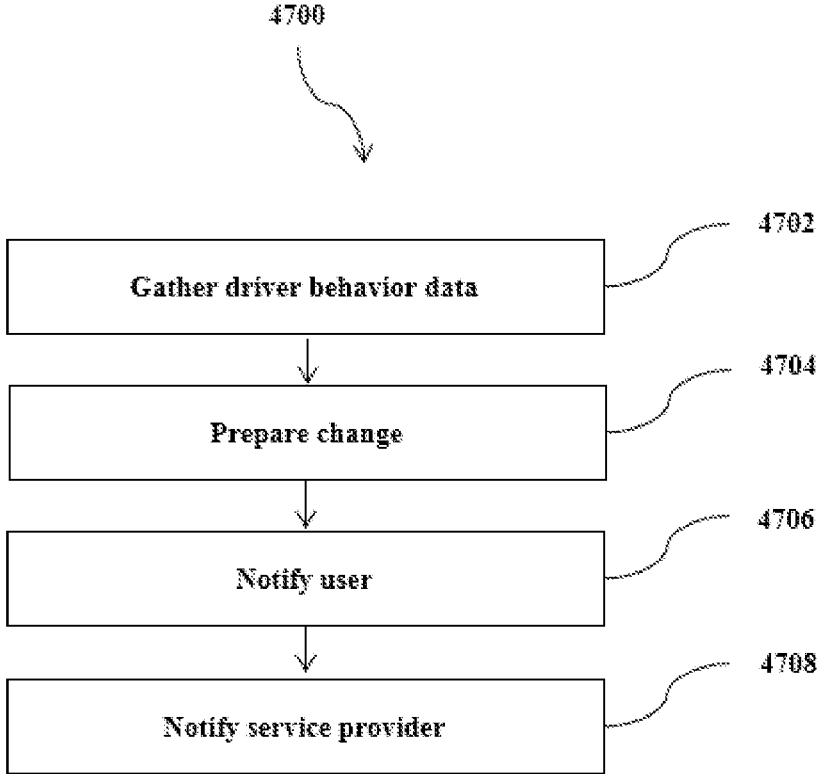 4700
4702
Gather driver behavior data
4704
Prepare change
4706
Notify user
4708
Notify service provider